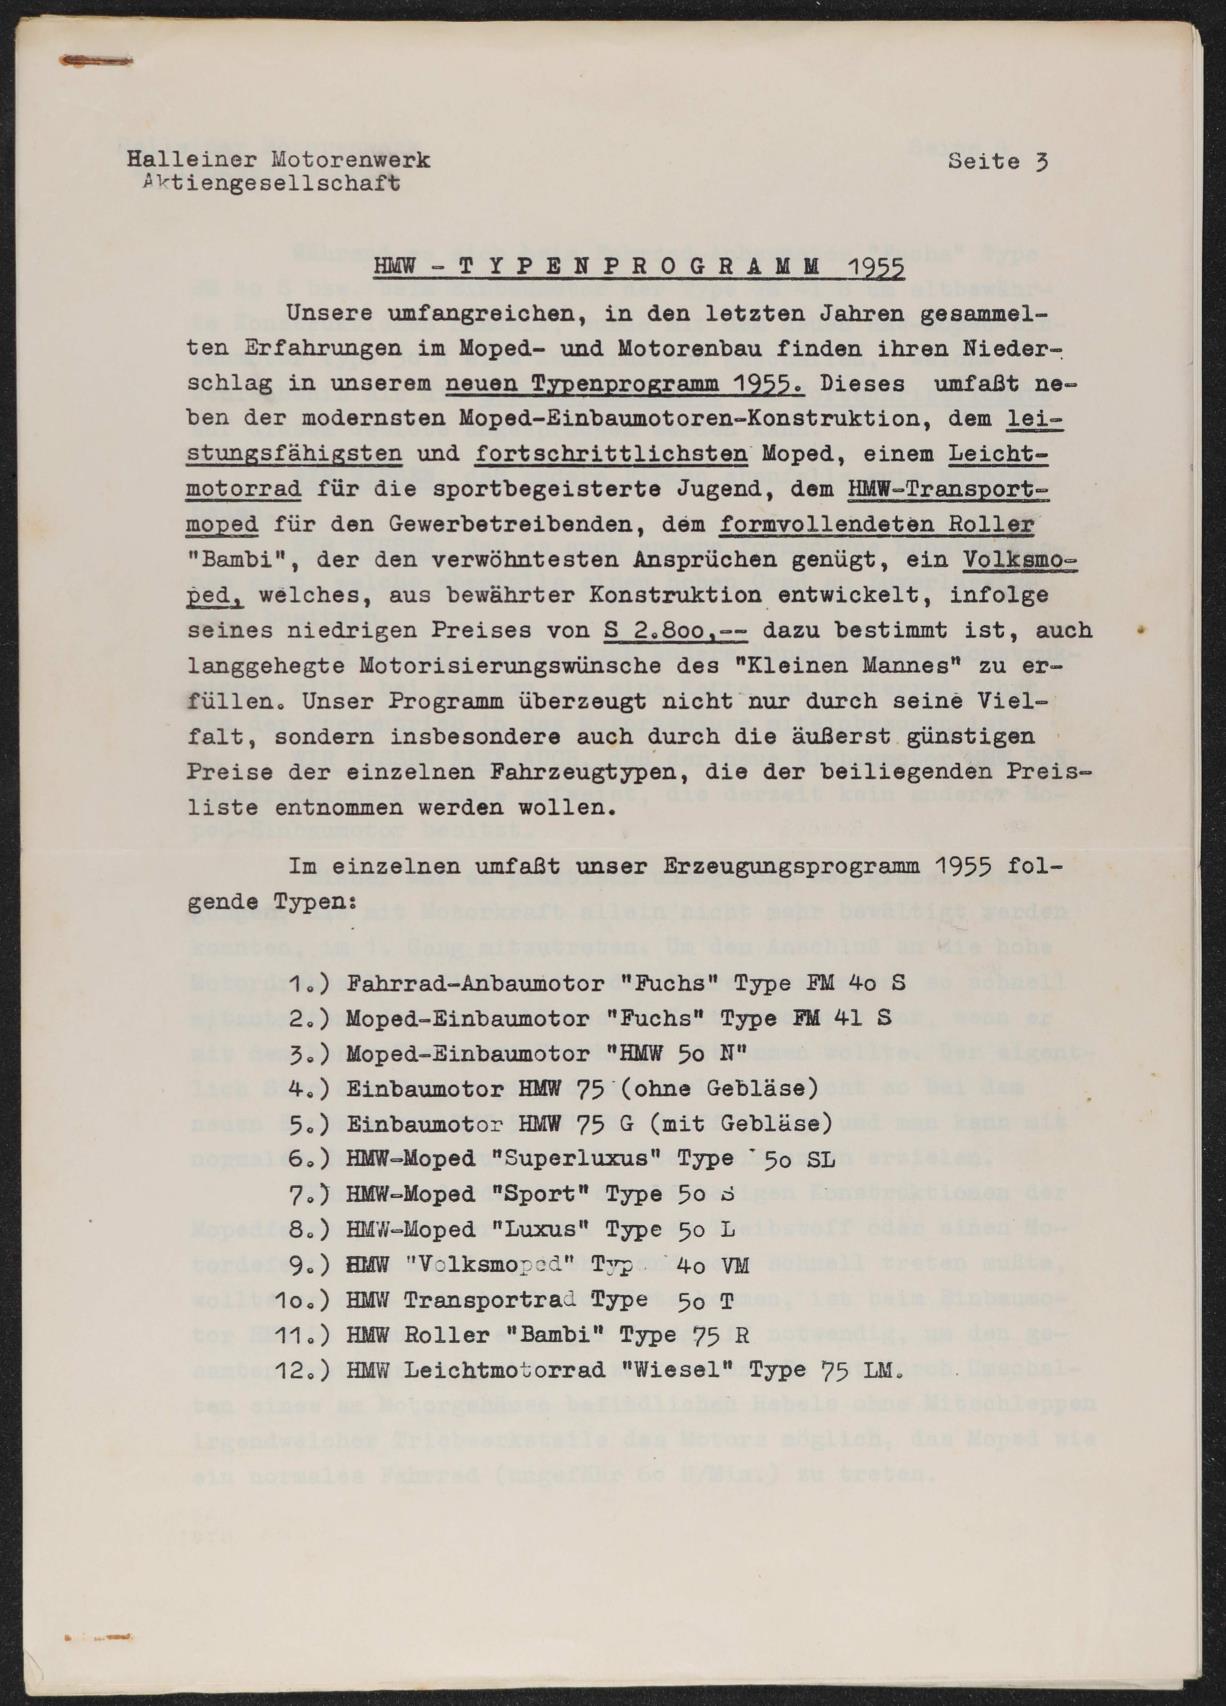 Halleiner Motorenwerk
Aktiengesellschaft
Seite 3
HMW - T Y P E N P R O G R A M M 1955
Unsere umfangreichen, in den letzten Jahren gesammel-
ten Erfahrungen im Moped- und Motorenbau finden ihren Nieder-
schlag in unserem neuen Typenprogramm 1955. Dieses umfaßt ne-
ben der modernsten Moped-Einbaumotoren-Konstruktion, dem lei-
stungsfähigsten und fortschrittlichsten Moped, einem Leicht-
motorrad für die sportbegeisterte Jugend, dem HMW-Transport-
moped für den Gewerbetreibenden, dem formvollendeten Roller
"Bambi", der den verwöhntesten Ansprüchen genügt, ein Volksmo-
ped, welches, aus bewährter Konstruktion entwickelt, infolge
seines niedrigen Preises von S 2.8oo,-- dazu bestimmt ist, auch
langgehegte Motorisierungswünsche des "Kleinen Mannes" zu er-
füllen. Unser Programm überzeugt nicht nur durch seine Viel-
falt, sondern insbesondere auch durch die äußerst günstigen
Preise der einzelnen Fahrzeugtypen, die der beiliegenden Preis-
liste entnommen werden wollen.
Im einzelnen umfaßt unser Erzeugungsprogramm 1955 fol-
gende Typen:
1.) Fahrrad-Anbaumotor "Fuchs" Type FM 4o S
2.) Moped-Einbaumotor "Fuchs" Type FM 41 S
3.) Moped-Einbaumotor "HMW 5o N"
4.) Einbaumotor HMW 75 (ohne Gebläse)
5.) Einbaumotor HMW 75 G (mit Gebläse)
6.) HMW-Moped "Superluxus" Type 5o SL
7.) HMW-Moped "Sport" Type 5o S
8.) HMW-Moped "Luxus" Type 5o L
9.) HMW "Volksmoped" Typ 4o VM
1o.) HMW Transportrad Type 5o T
11.) HMW Roller "Bambi" Type 75 R
12.) HMW Leichtmotorrad "Wiesel" Type 75 LM.